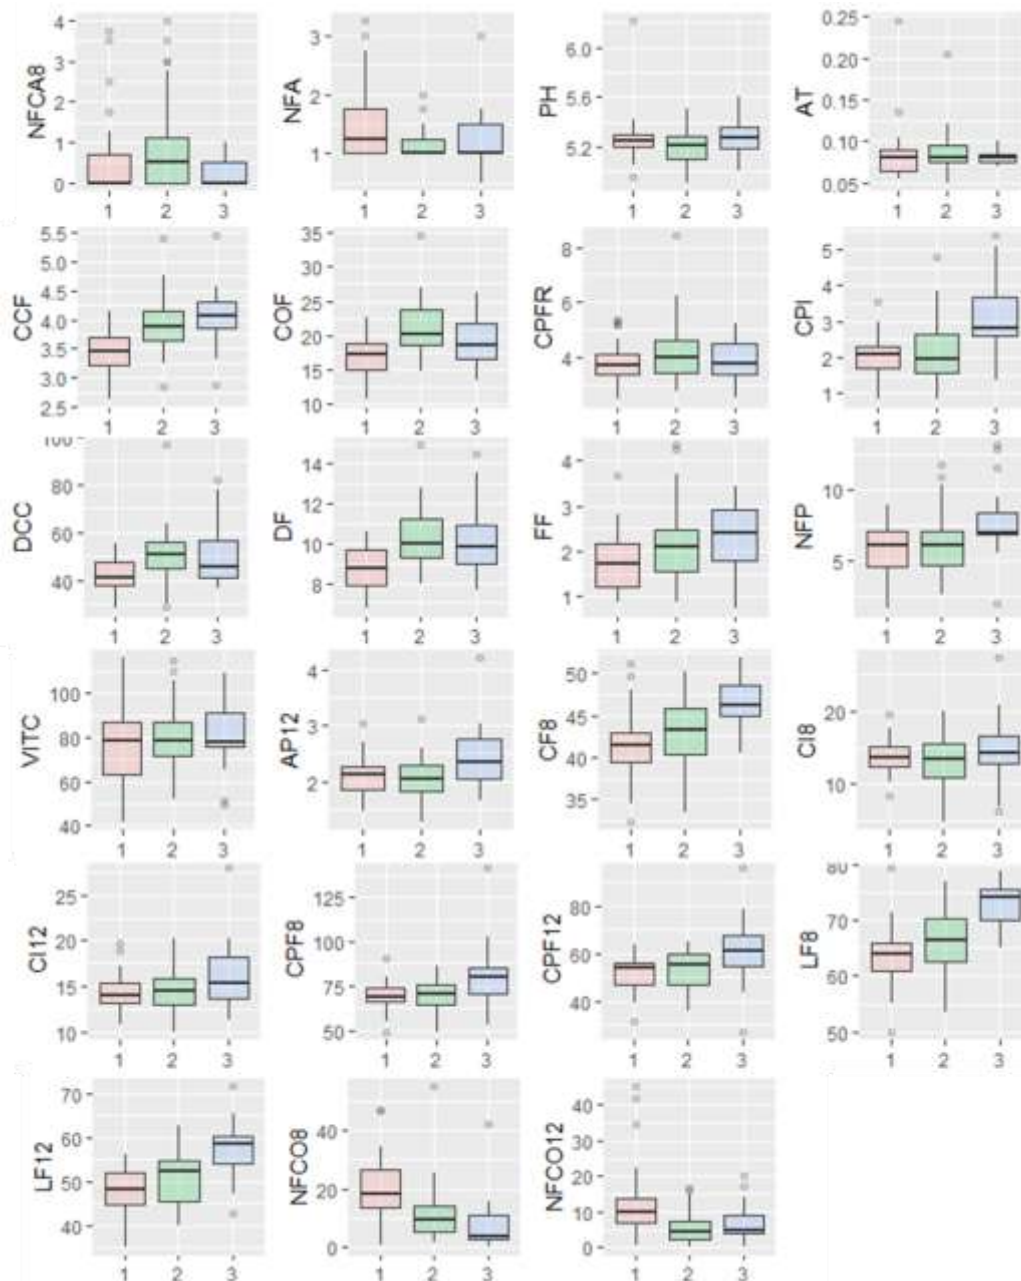 NFCA8 4 3 2 1 0 1 2 3
NFA 3 2 1 1 2 3
PH 6.0 5.6 5.2 1 2 3
AT 0.25 0.20 0.15 0.10 0.05 1 2 3
CCF 5.5 5.0 4.5 4.0 3.5 3.0 2.5 1 2 3
COF 35 30 25 20 15 10 1 2 3
CPFR 8 6 4 1 2 3
CPI 5 4 3 2 1 1 2 3
DCC 100 80 60 40 1 2 3
DF 14 12 10 8 1 2 3
FF 4 3 2 1 1 2 3
NFP 10 5 1 2 3
VITC 100 80 60 40 1 2 3
AP12 4 3 2 1 2 3
CF8 50 45 40 35 1 2 3
CI8 20 10 1 2 3
CI12 25 20 15 10 1 2 3
CPF8 125 100 75 50 1 2 3
CPF12 80 60 40 1 2 3
LF8 80 70 60 50 1 2 3
LF12 70 60 50 40 1 2 3
NFCO8 40 20 0 1 2 3
NFCO12 40 30 20 10 0 1 2 3